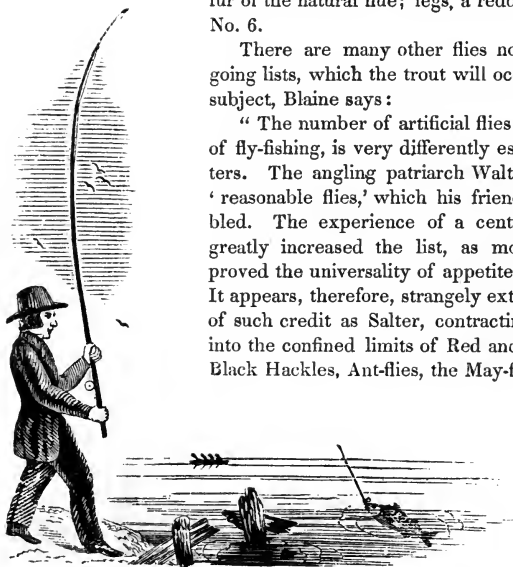 fur of the natural hue; legs, a redd
No. 6.
There are many other flies no
going lists, which the trout will oc
subject, Blaine says:
“ The number of artificial flies
of fly-fishing, is very differently es
ters. The angling patriarch Walt
‘ reasonable flies,’ which his frien
bled. The experience of a cent
greatly increased the list, as mo
proved the universality of appetite
It appears, therefore, strangely ext
of such credit as Salter, contractin
into the confined limits of Red and
Black Hackles, Ant-flies, the May-f